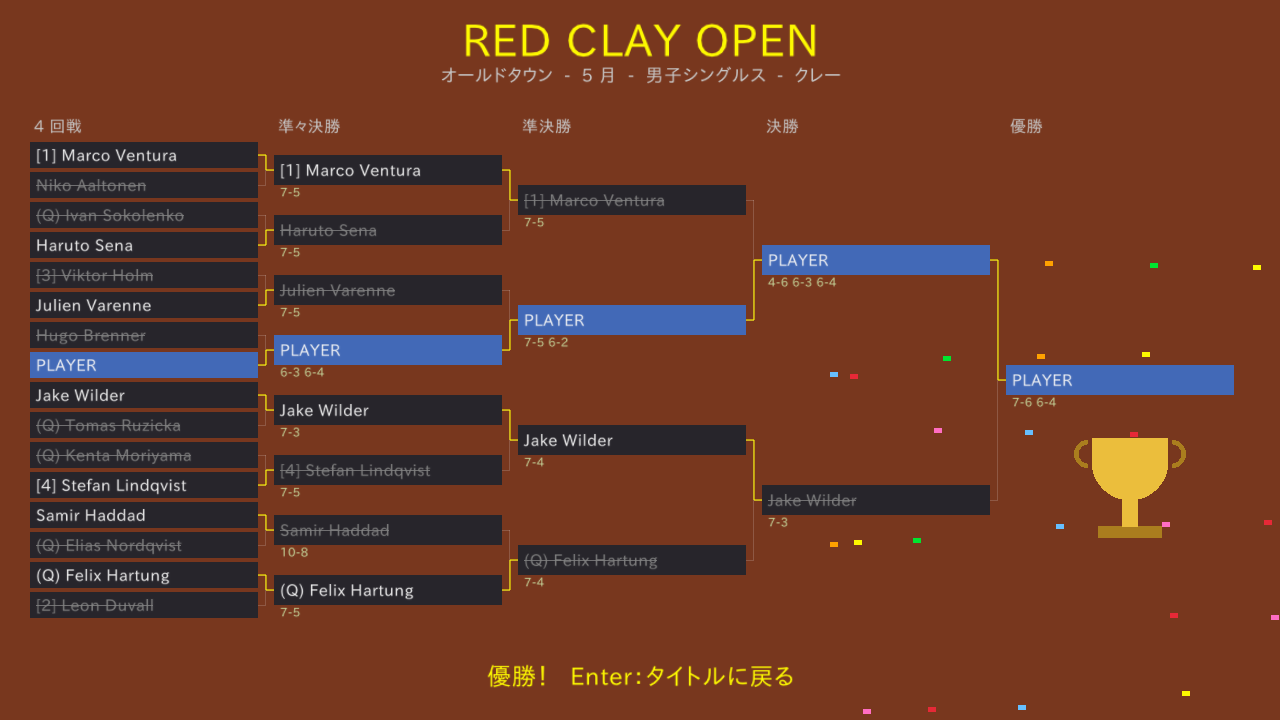 RED CLAY OPEN
オールドタウン - 5 月 - 男子シングルス - クレー
4 回戦
[1] Marco Ventura
Niko Aaltonen
(Q) Ivan Sokolenko
Haruto Sena
[3] Viktor Holm
Julien Varenne
Hugo Brenner
PLAYER
Jake Wilder
(Q) Tomas Ruzicka
(Q) Kenta Moriyama
[4] Stefan Lindqvist
Samir Haddad
(Q) Elias Nordqvist
(Q) Felix Hartung
[2] Leon Duvall
準々決勝
[1] Marco Ventura
7-5
Haruto Sena
7-5
Julien Varenne
7-5
PLAYER
6-3 6-4
Jake Wilder
7-3
[4] Stefan Lindqvist
7-5
Samir Haddad
10-8
(Q) Felix Hartung
7-5
準決勝
[1] Marco Ventura
7-5
PLAYER
7-5 6-2
Jake Wilder
7-4
(Q) Felix Hartung
7-4
決勝
PLAYER
4-6 6-3 6-4
Jake Wilder
7-3
優勝
PLAYER
7-6 6-4
優勝! Enter:タイトルに戻る